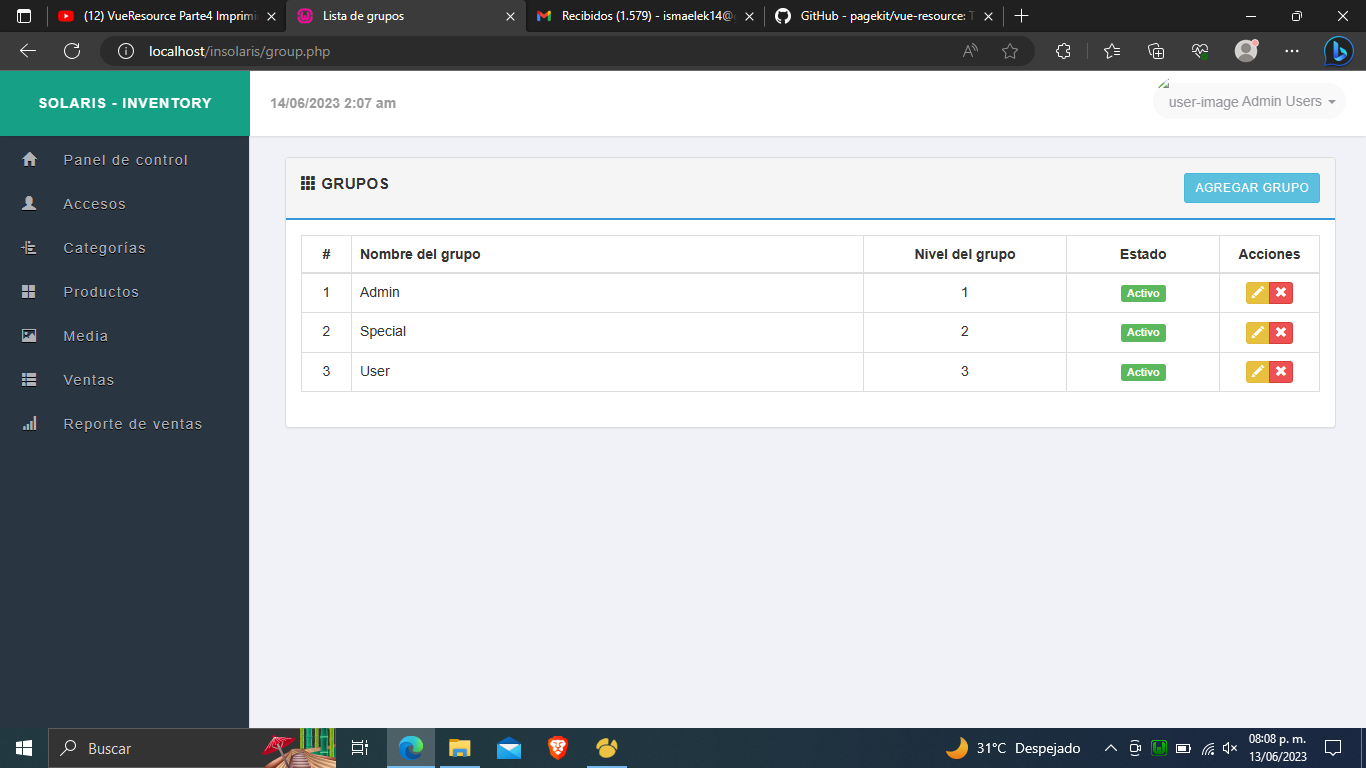 (12) VueResource Parte4 Imprimi
Lista de grupos
Recibidos (1.579) - ismaelek14@
GitHub - pagekit/vue-resource: T
localhost/insolaris/group.php
SOLARIS - INVENTORY
14/06/2023 2:07 am
user-image Admin Users
Panel de control
Accesos
Categorías
Productos
Media
Ventas
Reporte de ventas
GRUPOS
AGREGAR GRUPO
# Nombre del grupo Nivel del grupo Estado Acciones
1 Admin 1 Activo
2 Special 2 Activo
3 User 3 Activo
Buscar
31°C Despejado
08:08 p. m.
13/06/2023